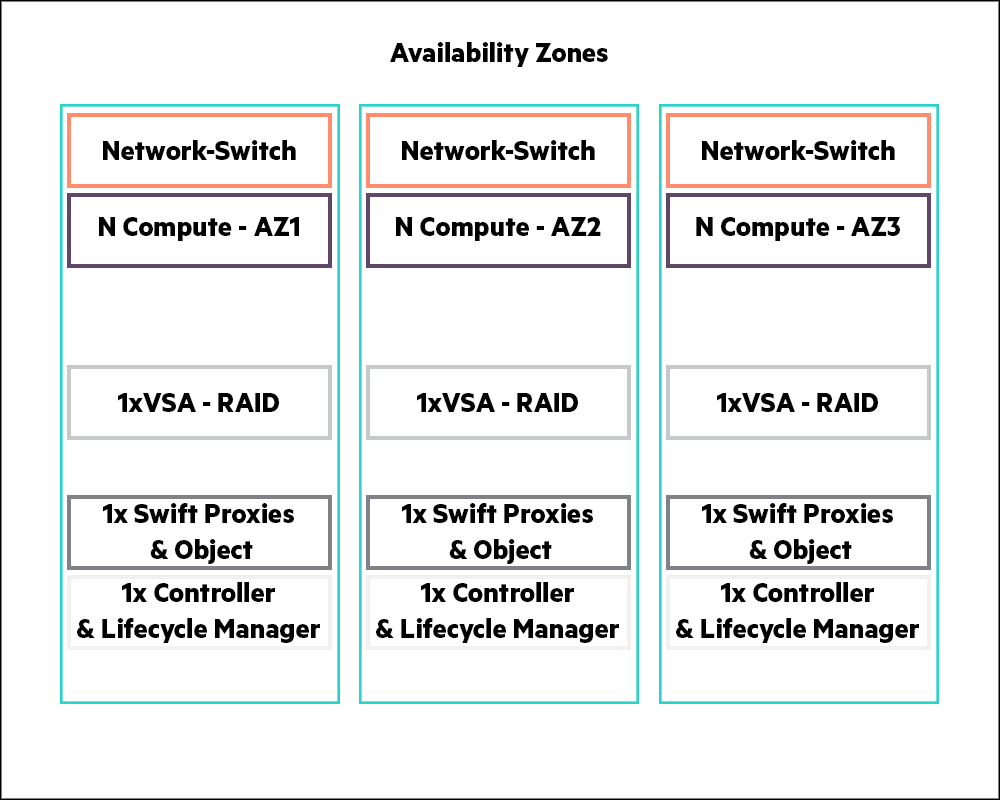 Availability Zones
Network-Switch
N Compute - AZ1
1xVSA - RAID
1x Swift Proxies
& Object
1x Controller
& Lifecycle Manager
Network-Switch
N Compute - AZ2
1xVSA - RAID
1x Swift Proxies
& Object
1x Controller
& Lifecycle Manager
Network-Switch
N Compute - AZ3
1xVSA - RAID
1x Swift Proxies
& Object
1x Controller
& Lifecycle Manager